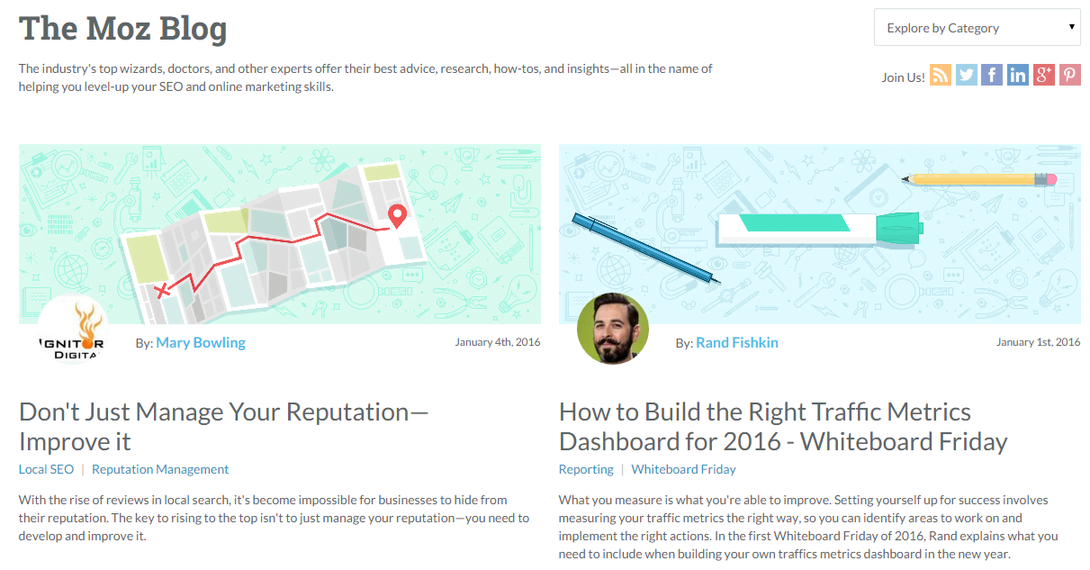 The Moz Blog
Explore by Category
The industry's top wizards, doctors, and other experts offer their best advice, research, how-tos, and insights—all in the name of
helping you level-up your SEO and online marketing skills.
Join Us!
IGNITOR
DIGITA
By: Mary Bowling
January 4th, 2016
Don't Just Manage Your Reputation—
Improve it
Local SEO | Reputation Management
With the rise of reviews in local search, it's become impossible for businesses to hide from
their reputation. The key to rising to the top isn't to just manage your reputation—you need to
develop and improve it.
By: Rand Fishkin
January 1st, 2016
How to Build the Right Traffic Metrics
Dashboard for 2016 - Whiteboard Friday
Reporting | Whiteboard Friday
What you measure is what you're able to improve. Setting yourself up for success involves
measuring your traffic metrics the right way, so you can identify areas to work on and
implement the right actions. In the first Whiteboard Friday of 2016, Rand explains what you
need to include when building your own traffics metrics dashboard in the new year.